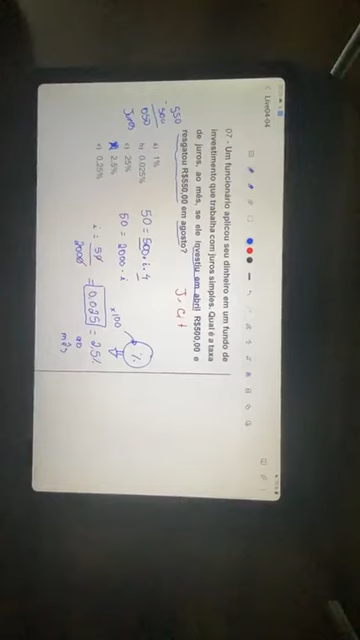 Live04-04
07 - Um funcionário aplicou seu dinheiro em um fundo de
investimento que trabalha com juros simples. Qual é a taxa
de juros, ao mês, se ele investiu em abril R$500,00 e
resgatou R$550,00 em agosto?
J = C.i.t
550
-500
050
Juros
a) 1%
b) 0,025%
c) 25%
2,5%
e) 0,25%
50 = 500.i.4
50 = 2000.i
i = 50
2000
= 0,025 = 2,5%
ao
mês
x100
%